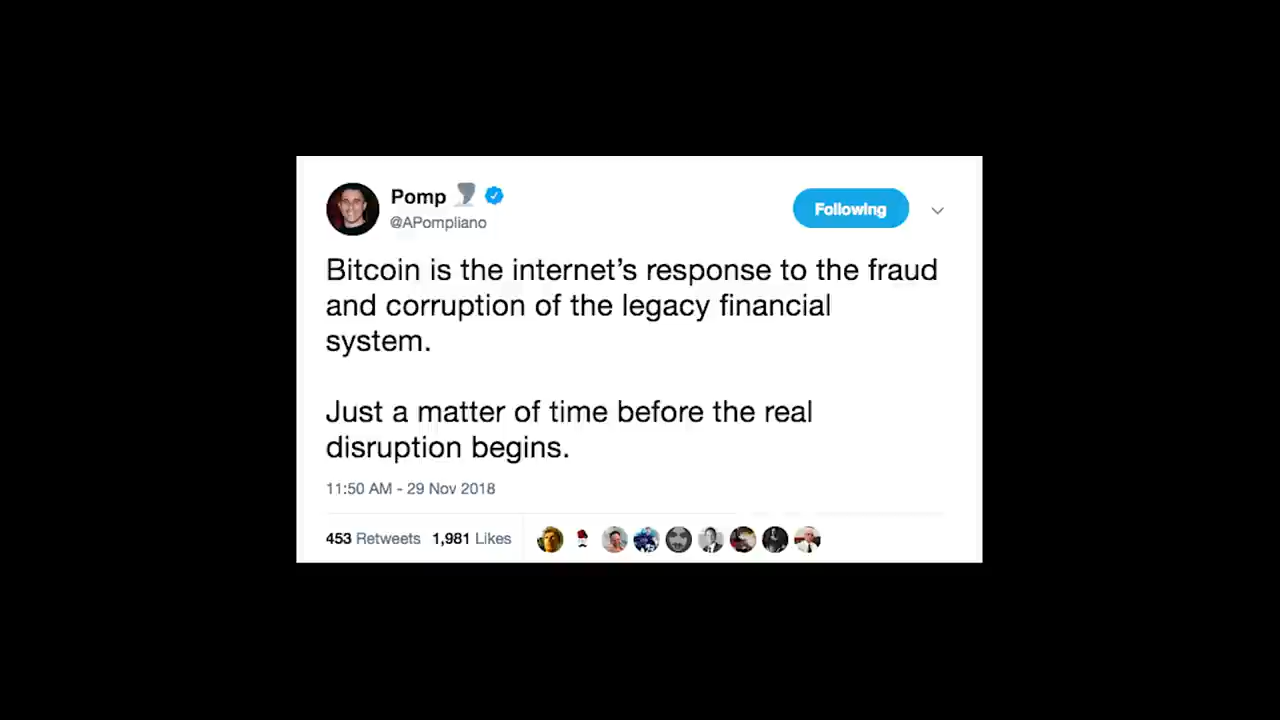 Pomp
@APompliano
Following
Bitcoin is the internet’s response to the fraud
and corruption of the legacy financial
system.
Just a matter of time before the real
disruption begins.
11:50 AM - 29 Nov 2018
453 Retweets 1,981 Likes